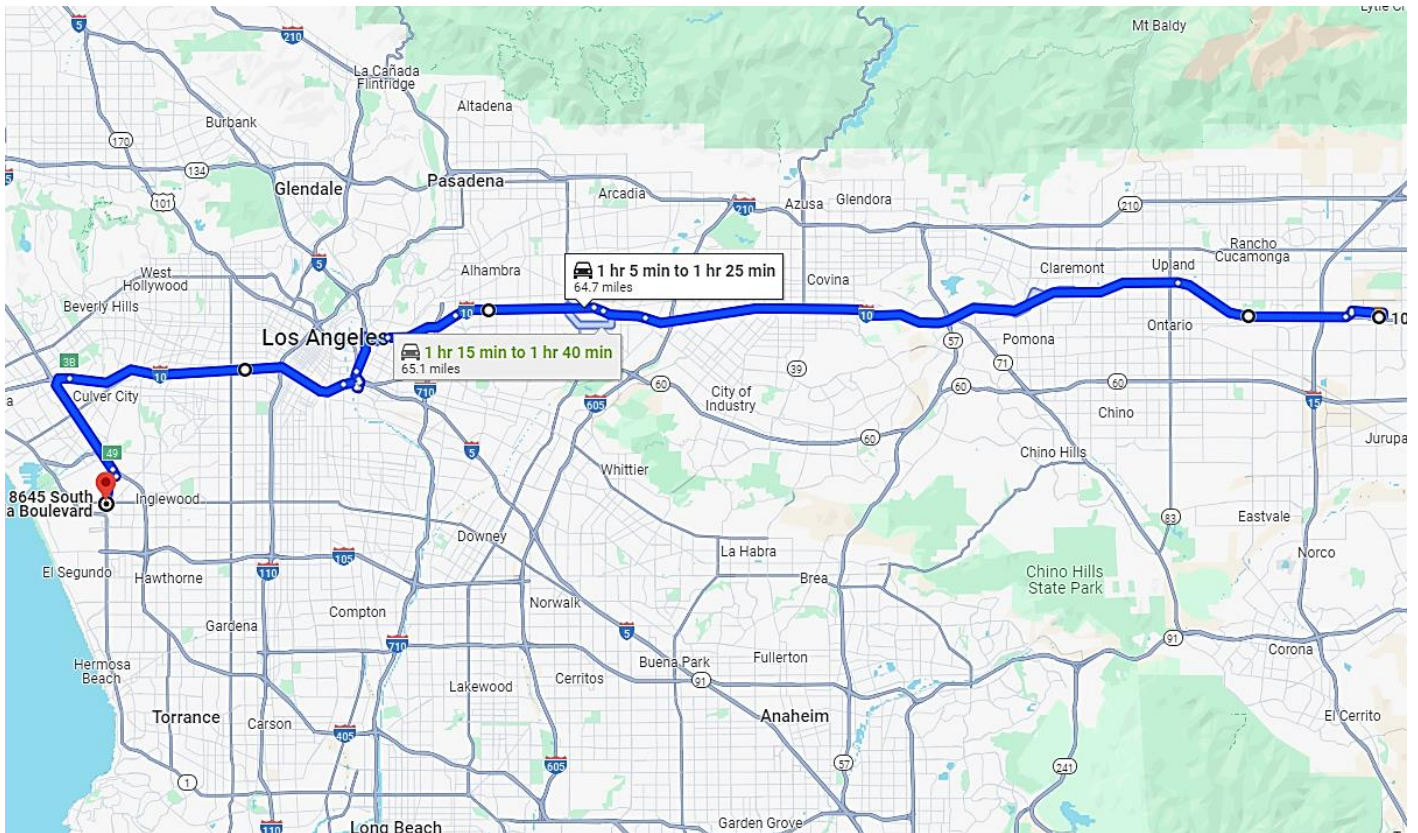 Lytle Cr
Mt Baldy
5
210
La Cañada
Flintridge
Altadena
Burbank
170
134
Glendale
Pasadena
101
Arcadia
210
Azusa
Glendora
210
5
Rancho
Cucamonga
West
Hollywood
Alhambra
1 hr 5 min to 1 hr 25 min
64.7 miles
Covina
Claremont
Upland
Beverly Hills
10
10
10
Los Angeles
Ontario
Pomona
57
1 hr 15 min to 1 hr 40 min
65.1 miles
38
10
71
39
a
Culver City
710
60
City of
Industry
60
60
605
15
Chino
60
Jurupa
5
49
Chino Hills
Whittier
8645 South
a Boulevard
Inglewood
83
Eastvale
Downey
105
La Habra
Norco
El Segundo
Hawthorne
110
Brea
Chino Hills
State Park
Compton
Norwalk
Gardena
5
710
91
Corona
Hermosa
Beach
Buena Park
Fullerton
91
Lakewood
Cerritos
Torrance
Carson
Anaheim
El Cerrito
405
605
57
241
1
110
Long Beach
Garden Grove